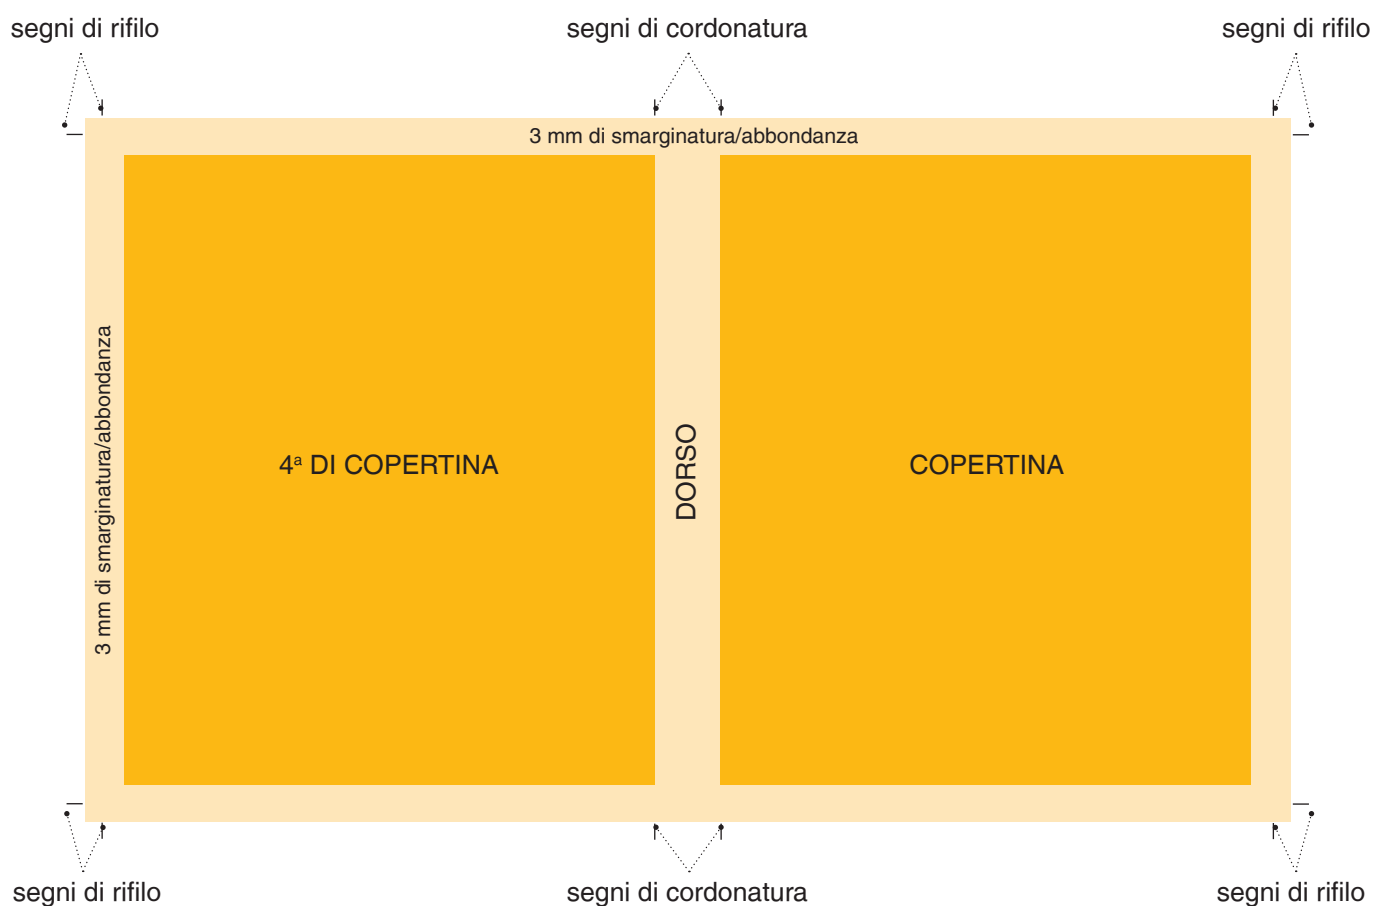 segni di rifilo
segni di cordonatura
segni di rifilo
3 mm di smarginatura/abbondanza
3 mm di smarginatura/abbondanza
4ª DI COPERTINA
DORSO
COPERTINA
segni di rifilo
segni di cordonatura
segni di rifilo